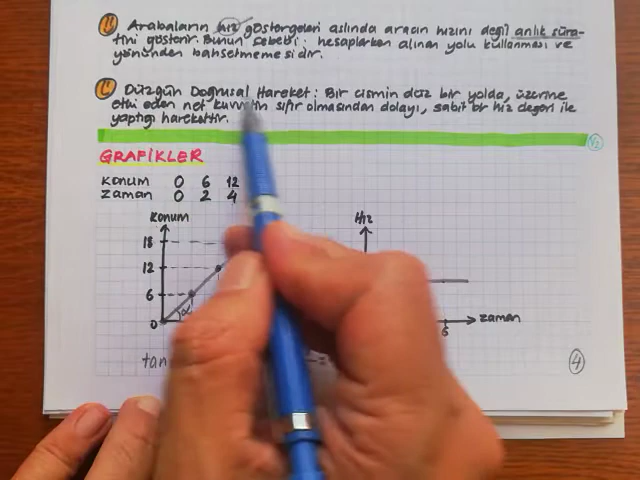 Arabaların hız göstergeleri aslında aracın hızını değil anlık süra-
tini gösterir. Bunun sebebi: hesaplarken alınan yolu kullanması ve
yönünden bahsetmemesidir.
Düzgün Doğrusal Hareket: Bir cismin düz bir yolda, üzerine
etki eden net kuvvetin sıfır olmasından dolayı, sabit bir hız değeri ile
yaptığı harekettir.
V2
GRAFİKLER
Konum 0 6 12
Zaman 0 2 4
Konum
Hız
18
12
6
α
0
6
zaman
tan
=
4